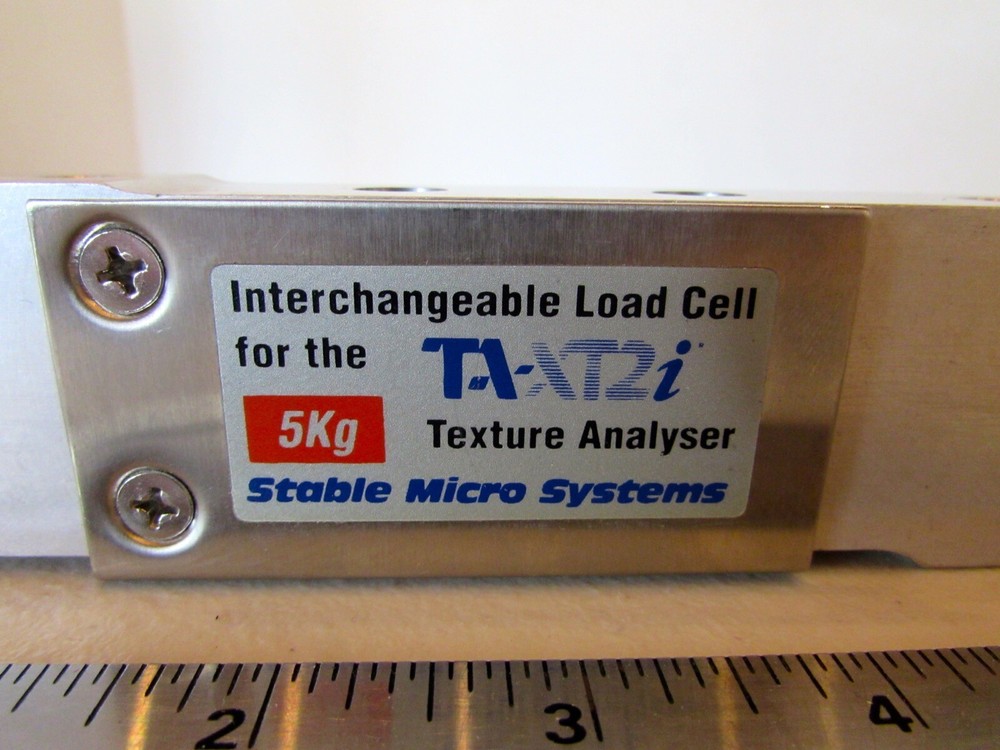 Interchangeable Load Cell
for the TA-XT2i
5Kg Texture Analyser
Stable Micro Systems
2 3 4